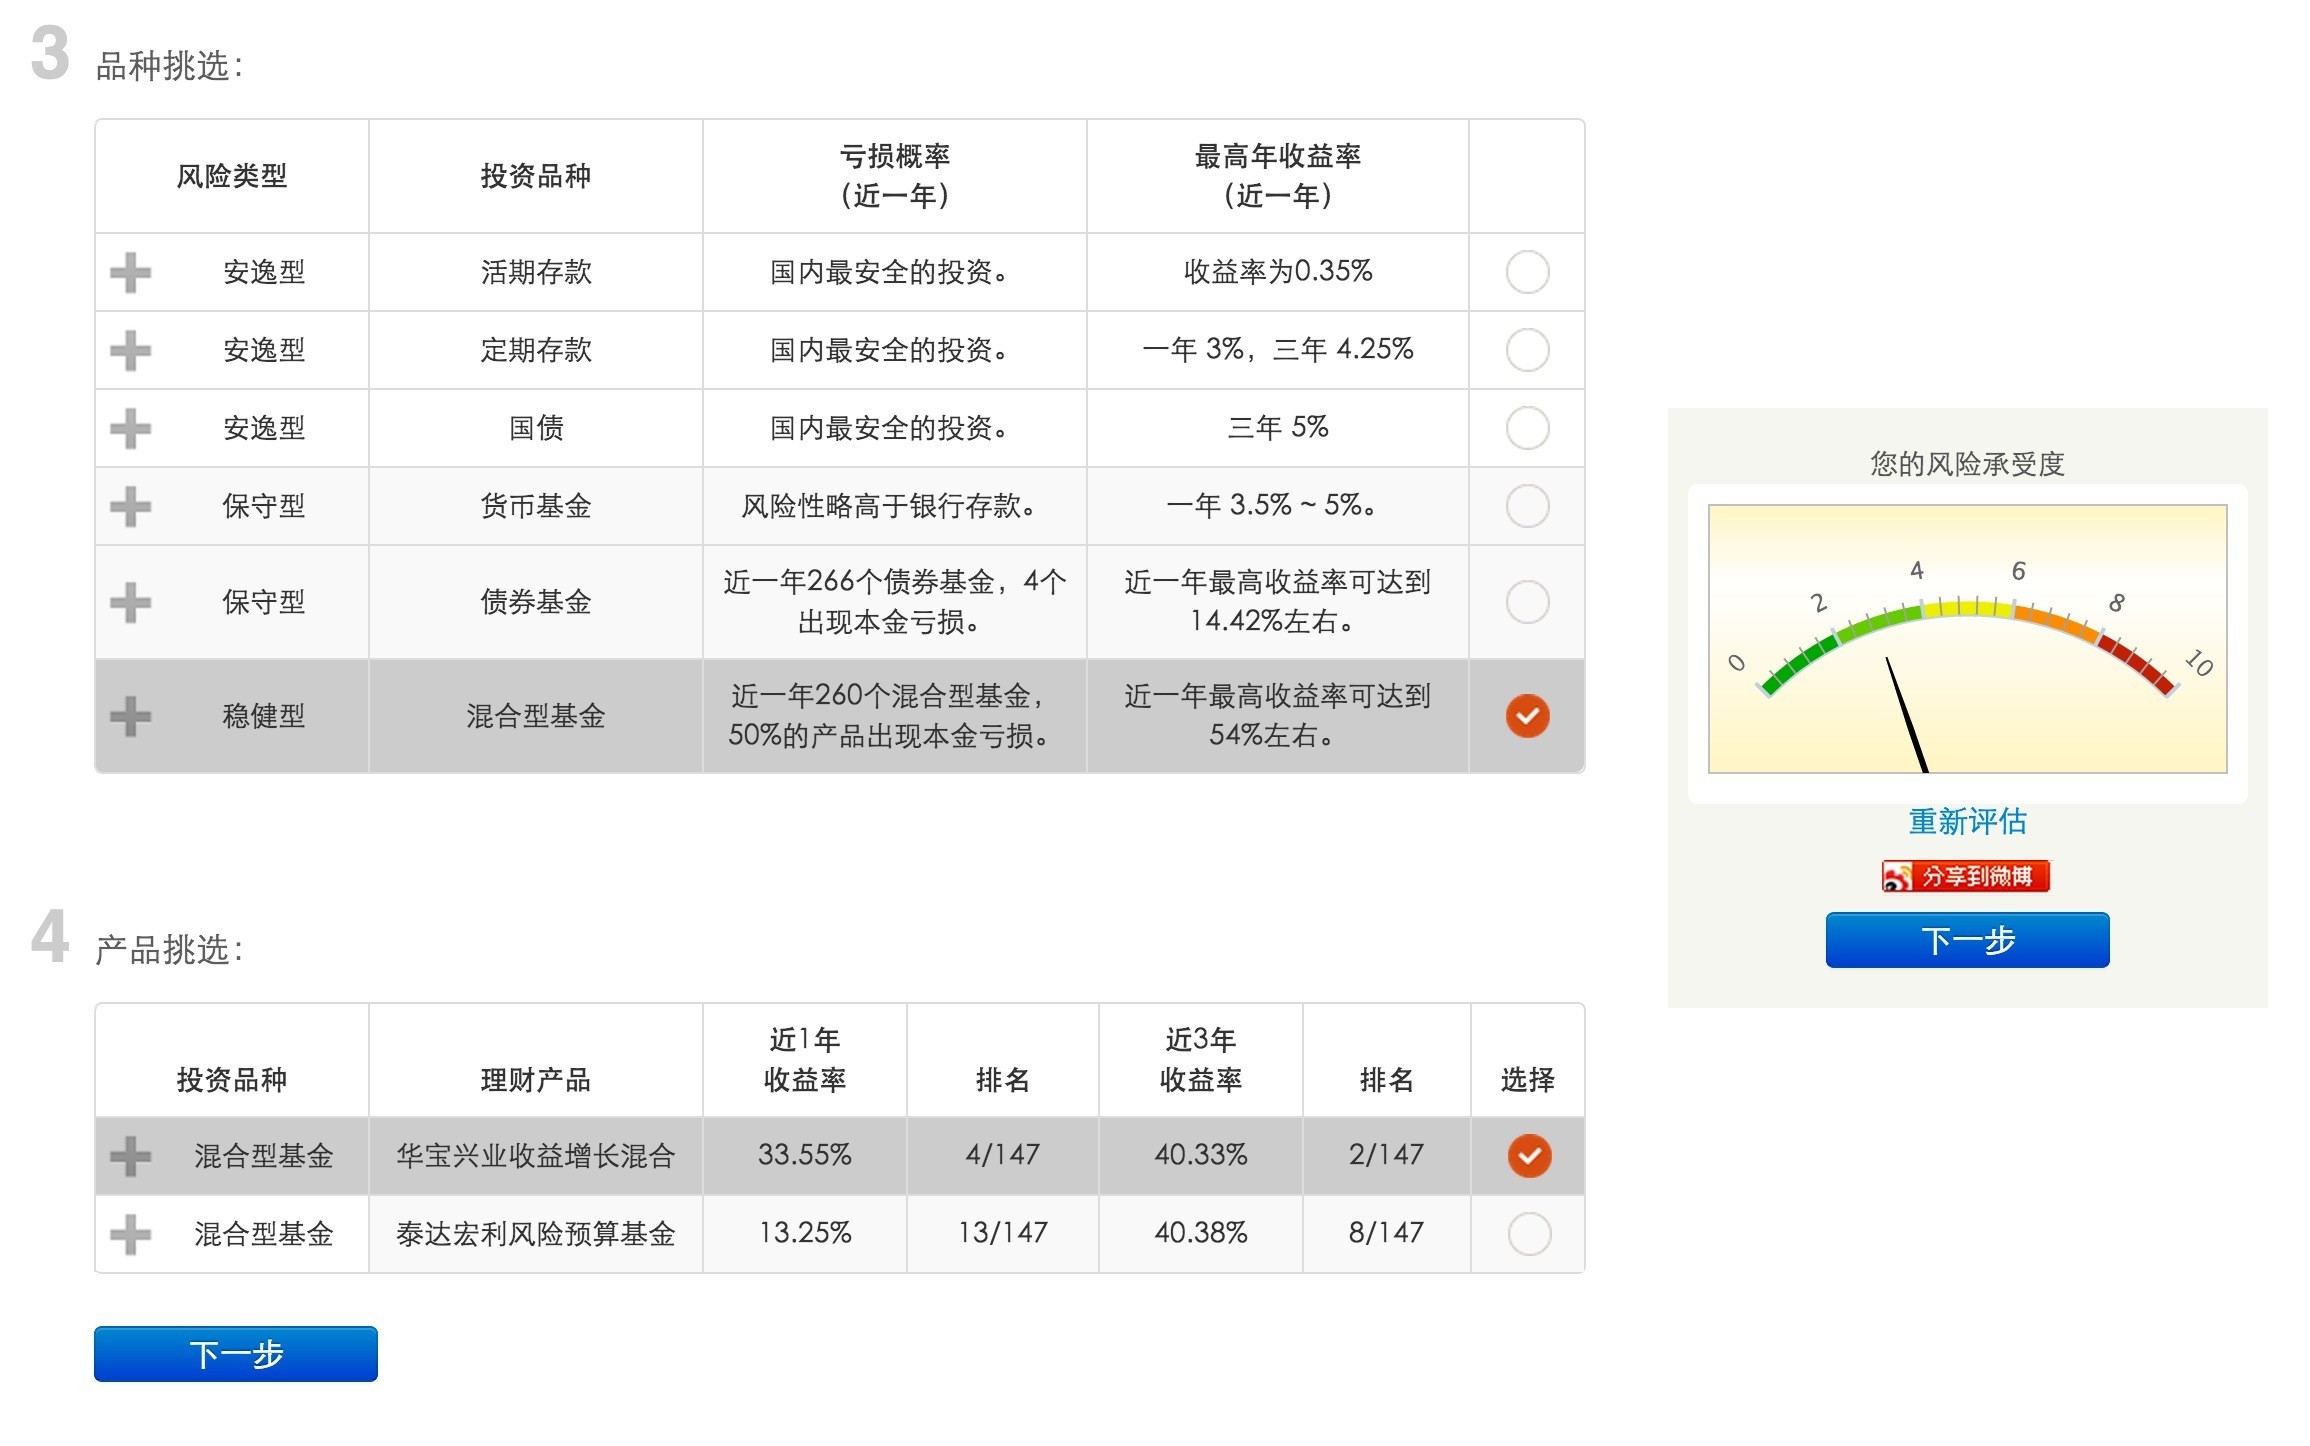 3 品种挑选：
风险类型 投资品种 亏损概率 最高年收益率
（近一年） （近一年）
安逸型 活期存款 国内最安全的投资。 收益率为0.35%
安逸型 定期存款 国内最安全的投资。 一年 3%，三年 4.25%
安逸型 国债 国内最安全的投资。 三年 5%
保守型 货币基金 风险性略高于银行存款。 一年 3.5% ~ 5%。
保守型 债券基金 近一年266个债券基金，4个 近一年最高收益率可达到
出现本金亏损。 14.42%左右。
稳健型 混合型基金 近一年260个混合型基金， 近一年最高收益率可达到
50%的产品出现本金亏损。 54%左右。
您的风险承受度
0 2 4 6 8 10
重新评估
分享到微博
下一步
4 产品挑选：
投资品种 理财产品 近1年 排名 近3年 排名 选择
收益率 收益率
混合型基金 华宝兴业收益增长混合 33.55% 4/147 40.33% 2/147
混合型基金 泰达宏利风险预算基金 13.25% 13/147 40.38% 8/147
下一步